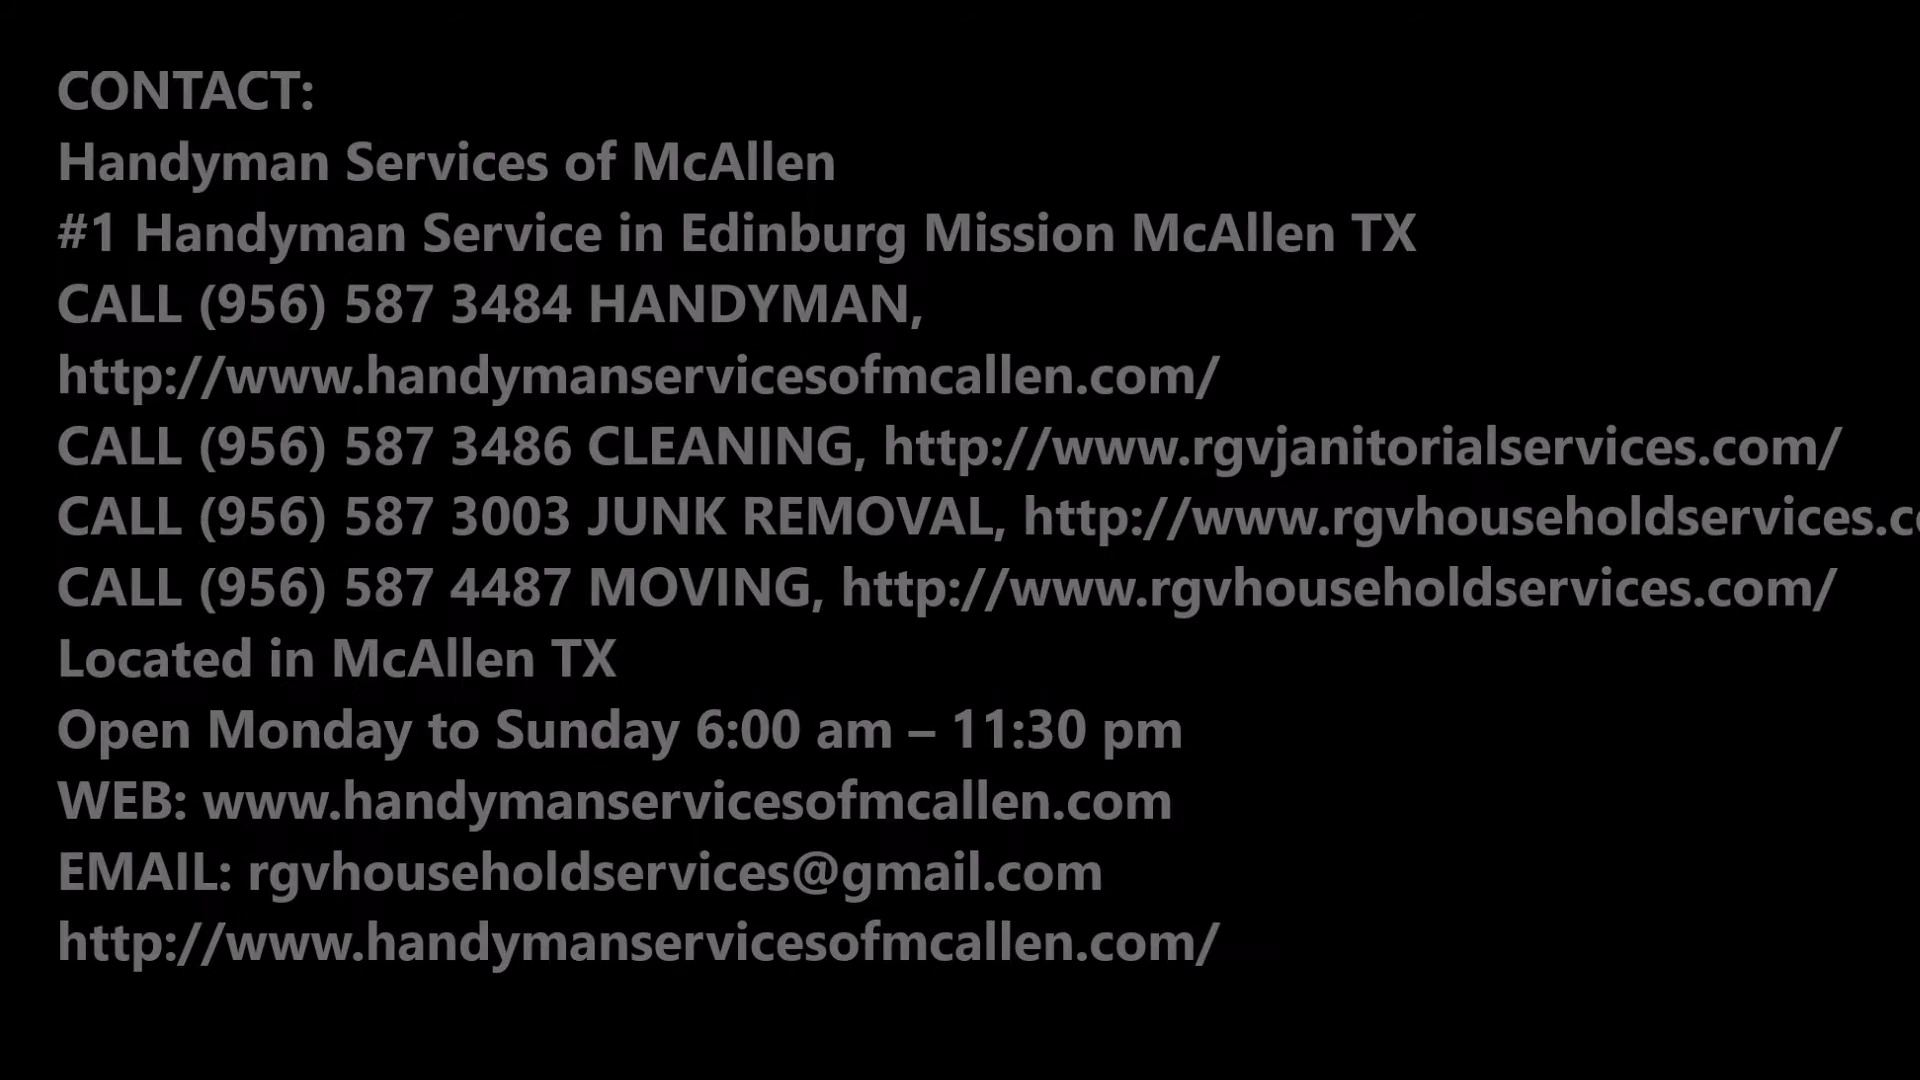 CONTACT:
Handyman Services of McAllen
#1 Handyman Service in Edinburg Mission McAllen TX
CALL (956) 587 3484 HANDYMAN,
http://www.handymanservicesofmcallen.com/
CALL (956) 587 3486 CLEANING, http://www.rgvjanitorialservices.com/
CALL (956) 587 3003 JUNK REMOVAL, http://www.rgvhouseholdservices.c
CALL (956) 587 4487 MOVING, http://www.rgvhouseholdservices.com/
Located in McAllen TX
Open Monday to Sunday 6:00 am – 11:30 pm
WEB: www.handymanservicesofmcallen.com
EMAIL: rgvhouseholdservices@gmail.com
http://www.handymanservicesofmcallen.com/